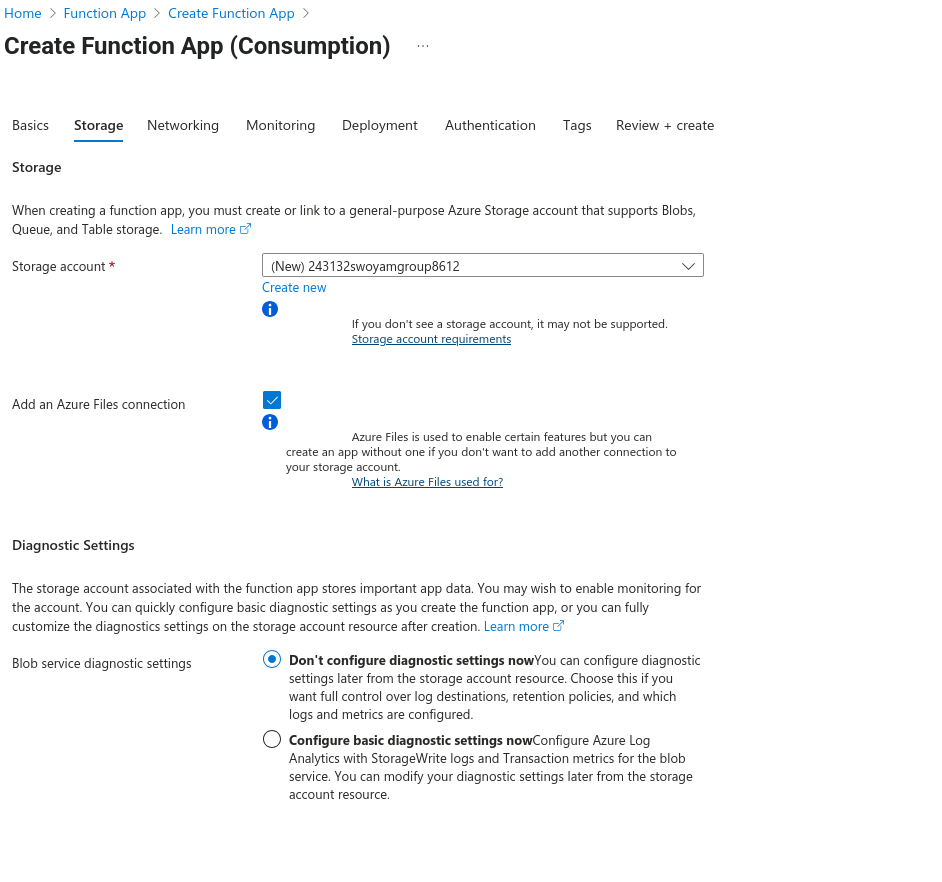 Home > Function App > Create Function App >
Create Function App (Consumption) ...
Basics Storage Networking Monitoring Deployment Authentication Tags Review + create
Storage
When creating a function app, you must create or link to a general-purpose Azure Storage account that supports Blobs,
Queue, and Table storage. Learn more
Storage account * (New) 243132swoyamgroup8612
Create new
If you don't see a storage account, it may not be supported.
Storage account requirements
Add an Azure Files connection
Azure Files is used to enable certain features but you can
create an app without one if you don't want to add another connection to
your storage account.
What is Azure Files used for?
Diagnostic Settings
The storage account associated with the function app stores important app data. You may wish to enable monitoring for
the account. You can quickly configure basic diagnostic settings as you create the function app, or you can fully
customize the diagnostics settings on the storage account resource after creation. Learn more
Blob service diagnostic settings
Don't configure diagnostic settings nowYou can configure diagnostic
settings later from the storage account resource. Choose this if you
want full control over log destinations, retention policies, and which
logs and metrics are configured.
Configure basic diagnostic settings nowConfigure Azure Log
Analytics with StorageWrite logs and Transaction metrics for the blob
service. You can modify your diagnostic settings later from the storage
account resource.